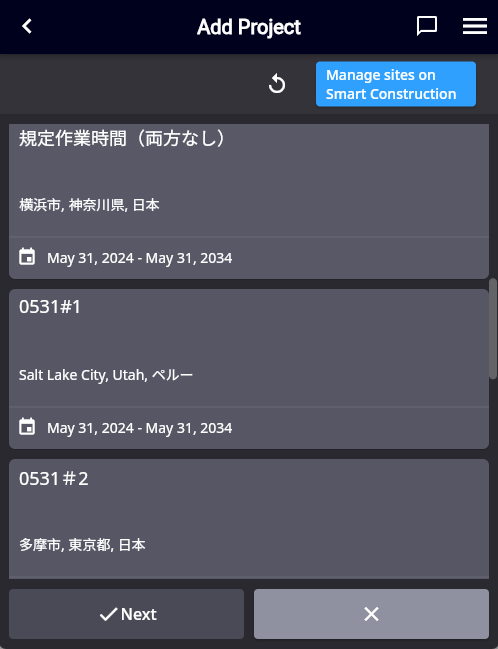 Add Project
Manage sites on
Smart Construction
規定作業時間（両方なし）
横浜市, 神奈川県, 日本
May 31, 2024 - May 31, 2034
0531#1
Salt Lake City, Utah, ペルー
May 31, 2024 - May 31, 2034
0531＃2
多摩市, 東京都, 日本
Next